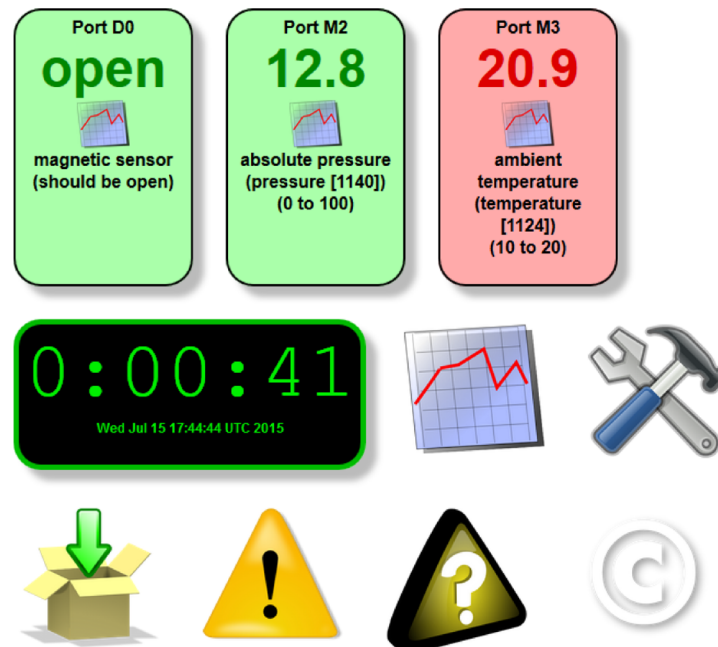 Port D0
open
magnetic sensor
(should be open)
Port M2
12.8
absolute pressure
(pressure [1140])
(0 to 100)
Port M3
20.9
ambient
temperature
(temperature
[1124])
(10 to 20)
0:00:41
Wed Jul 15 17:44:44 UTC 2015
!
?
©